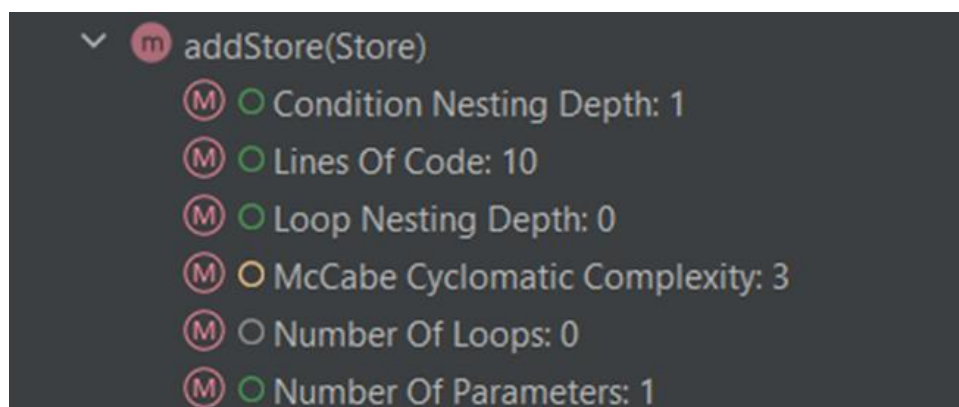 m addStore(Store)
M Condition Nesting Depth: 1
M Lines Of Code: 10
M Loop Nesting Depth: 0
M McCabe Cyclomatic Complexity: 3
M Number Of Loops: 0
M Number Of Parameters: 1